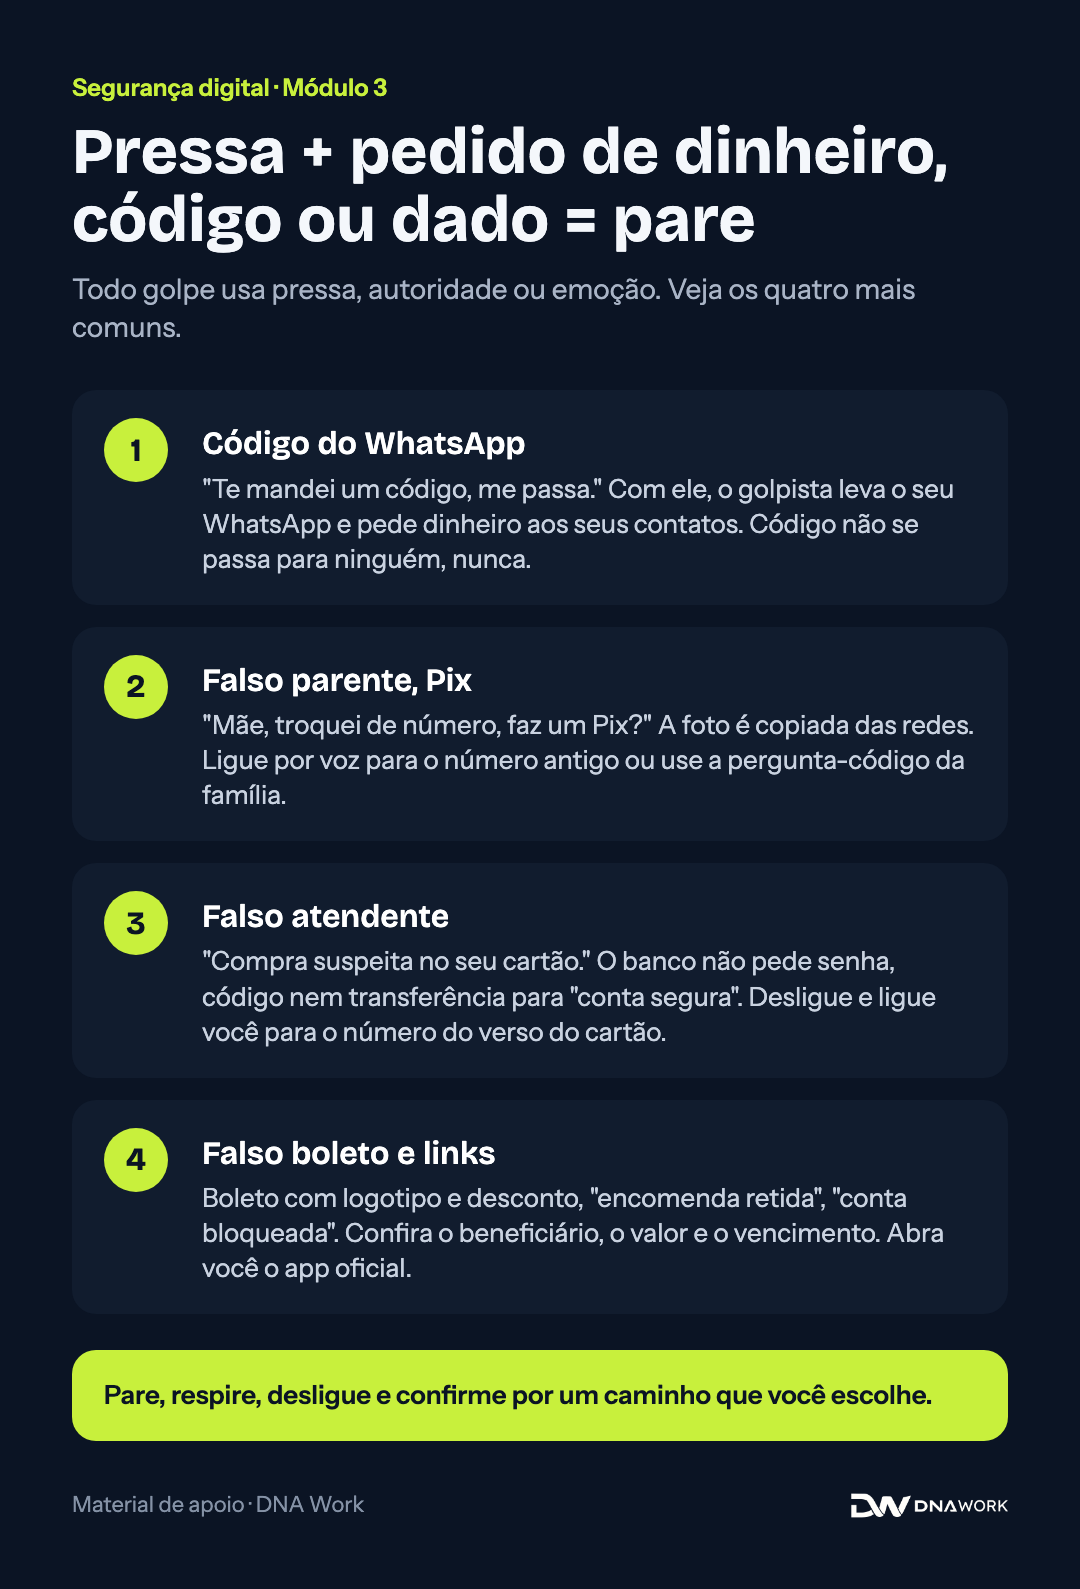 Segurança digital · Módulo 3
Pressa + pedido de dinheiro,
código ou dado = pare
Todo golpe usa pressa, autoridade ou emoção. Veja os quatro mais
comuns.
1
Código do WhatsApp
"Te mandei um código, me passa." Com ele, o golpista leva o seu
WhatsApp e pede dinheiro aos seus contatos. Código não se
passa para ninguém, nunca.
2
Falso parente, Pix
"Mãe, troquei de número, faz um Pix?" A foto é copiada das redes.
Ligue por voz para o número antigo ou use a pergunta-código da
família.
3
Falso atendente
"Compra suspeita no seu cartão." O banco não pede senha,
código nem transferência para "conta segura". Desligue e ligue
você para o número do verso do cartão.
4
Falso boleto e links
Boleto com logotipo e desconto, "encomenda retida", "conta
bloqueada". Confira o beneficiário, o valor e o vencimento. Abra
você o app oficial.
Pare, respire, desligue e confirme por um caminho que você escolhe.
Material de apoio · DNA Work
DW DNAWORK